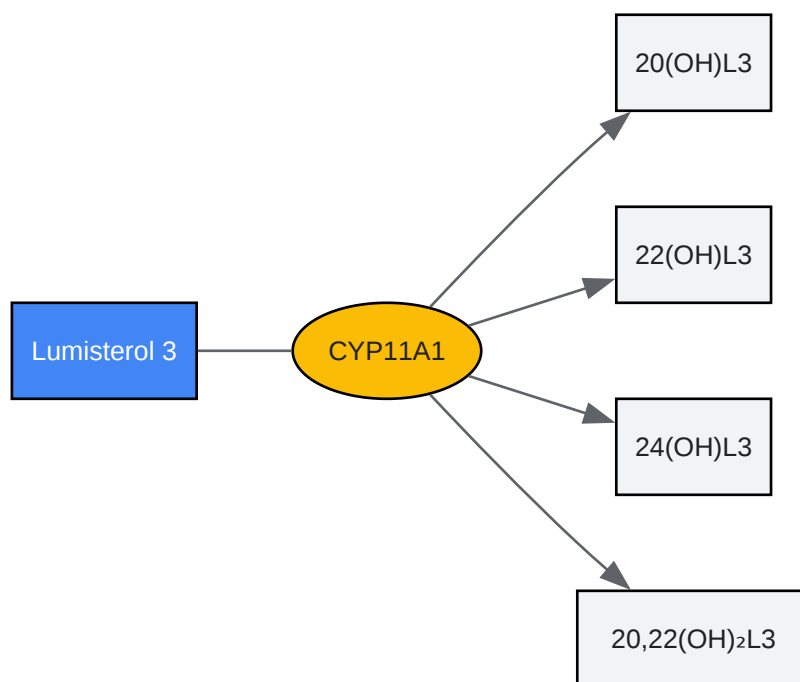 20(OH)L3
22(OH)L3
Lumisterol 3
CYP11A1
24(OH)L3
20,22(OH)₂L3